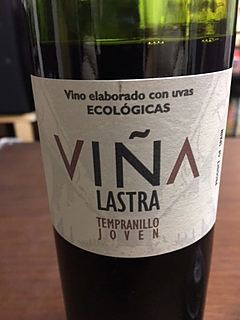 Vino elaborado con uvas
ECOLÓGICAS
VIÑA
LASTRA
TEMPRANILLO
JOVEN